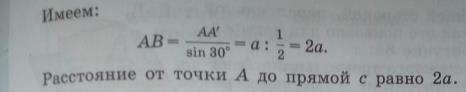 Имеем:
AB = AA′ / sin 30° = a : 1/2 = 2a.
Расстояние от точки A до прямой c равно 2a.